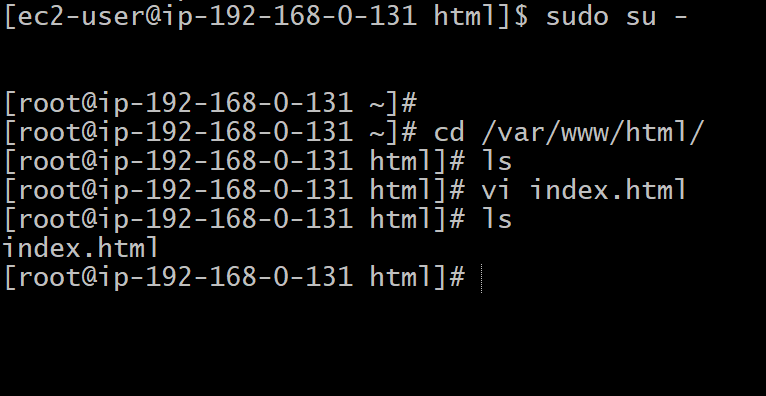 [ec2-user@ip-192-168-0-131 html]$ sudo su -
[root@ip-192-168-0-131 ~]#
[root@ip-192-168-0-131 ~]# cd /var/www/html/
[root@ip-192-168-0-131 html]# ls
[root@ip-192-168-0-131 html]# vi index.html
[root@ip-192-168-0-131 html]# ls
index.html
[root@ip-192-168-0-131 html]#